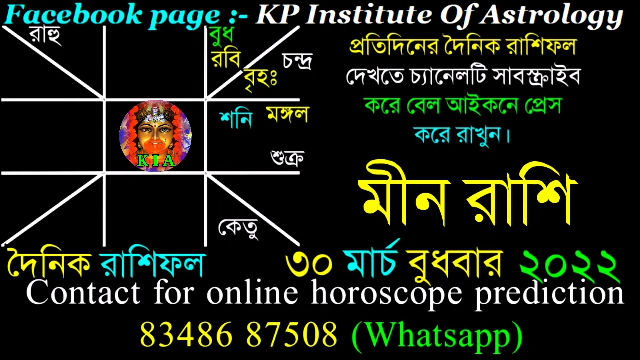 Facebook page :- KP Institute Of Astrology
রাহু
বুধ
রবি
বৃহঃ
চন্দ্র
শনি
মঙ্গল
শুক্র
কেতু
KIA
প্রতিদিনের দৈনিক রাশিফল
দেখতে চ্যানেলটি সাবস্ক্রাইব
করে বেল আইকনে প্রেস
করে রাখুন।
মীন রাশি
দৈনিক রাশিফল
৩০ মার্চ বুধবার ২০২২
Contact for online horoscope prediction
83486 87508 (Whatsapp)